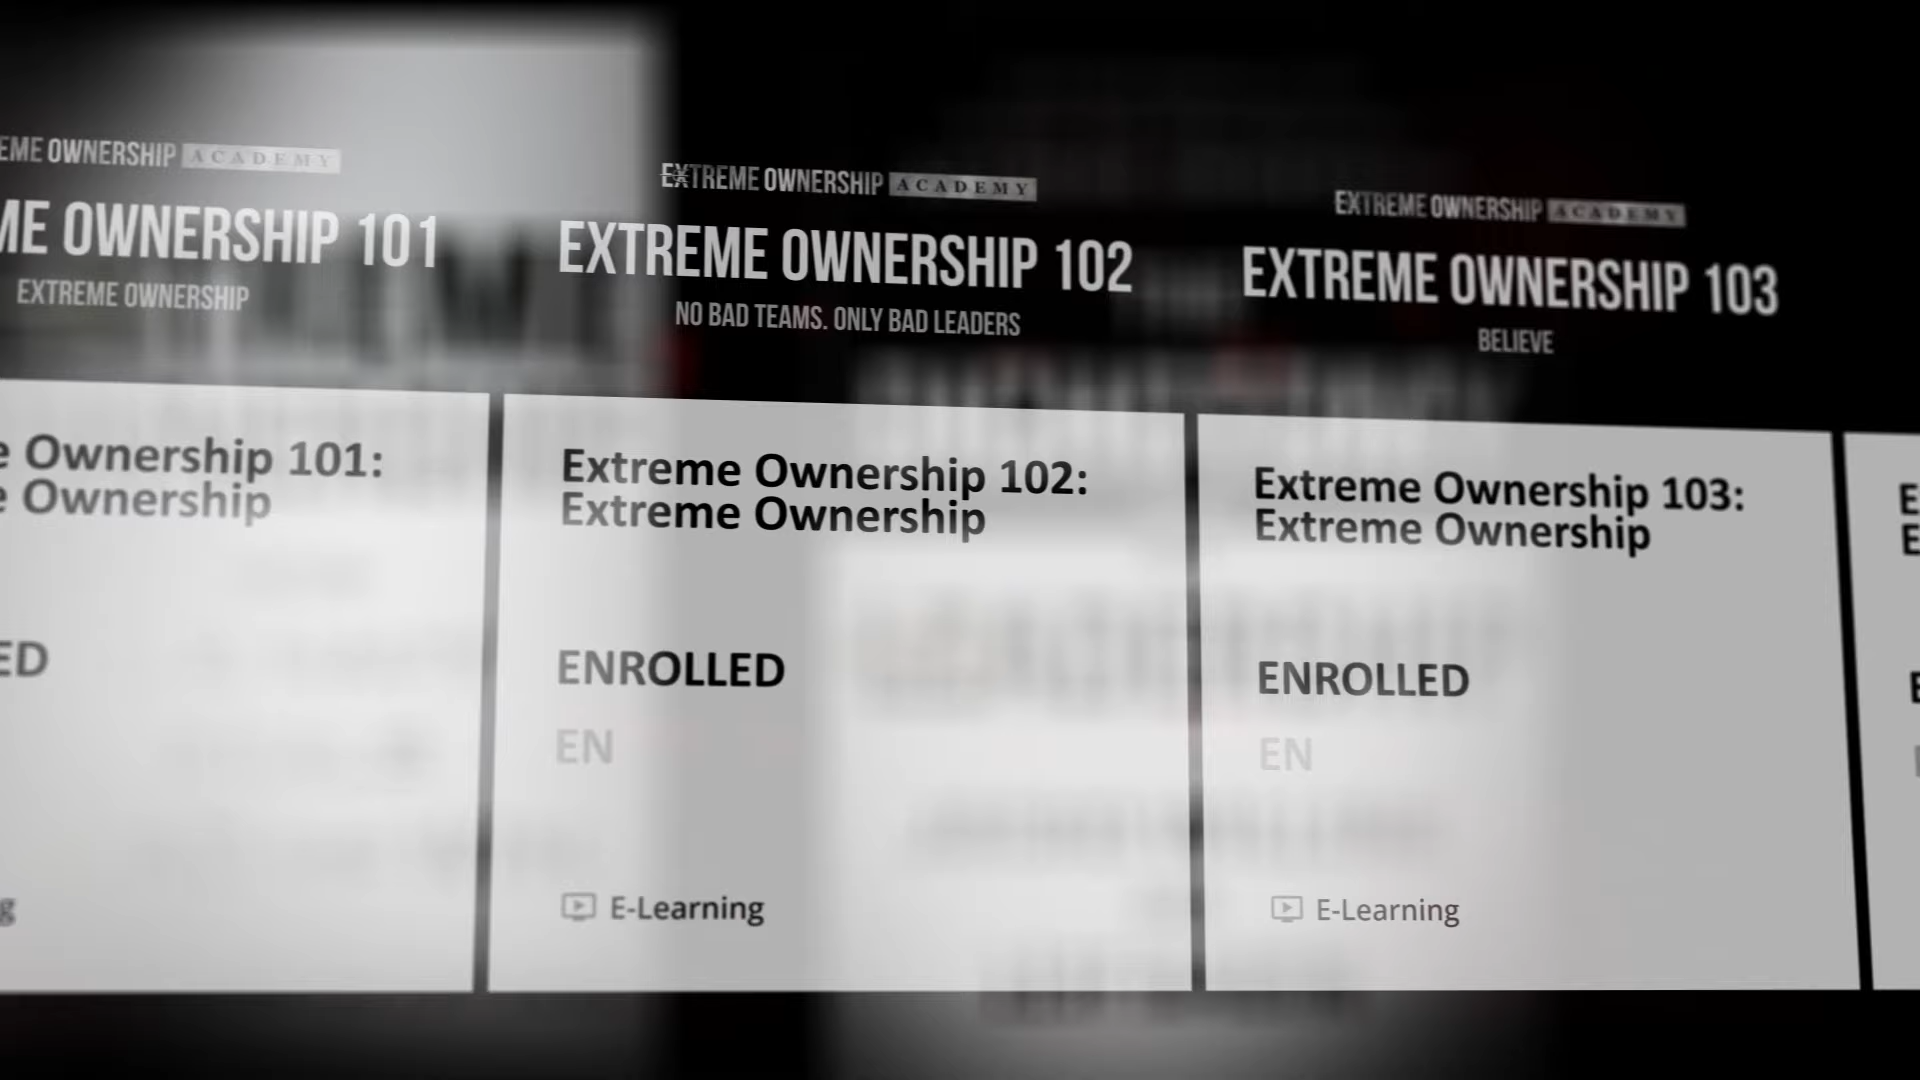 EME OWNERSHIP ACADEMY
ME OWNERSHIP 101
EXTREME OWNERSHIP
e Ownership 101:
e Ownership
ED
g
EXTREME OWNERSHIP ACADEMY
EXTREME OWNERSHIP 102
NO BAD TEAMS. ONLY BAD LEADERS
Extreme Ownership 102:
Extreme Ownership
ENROLLED
EN
E-Learning
EXTREME OWNERSHIP ACADEMY
EXTREME OWNERSHIP 103
BELIEVE
Extreme Ownership 103:
Extreme Ownership
ENROLLED
EN
E-Learning
E
E
E